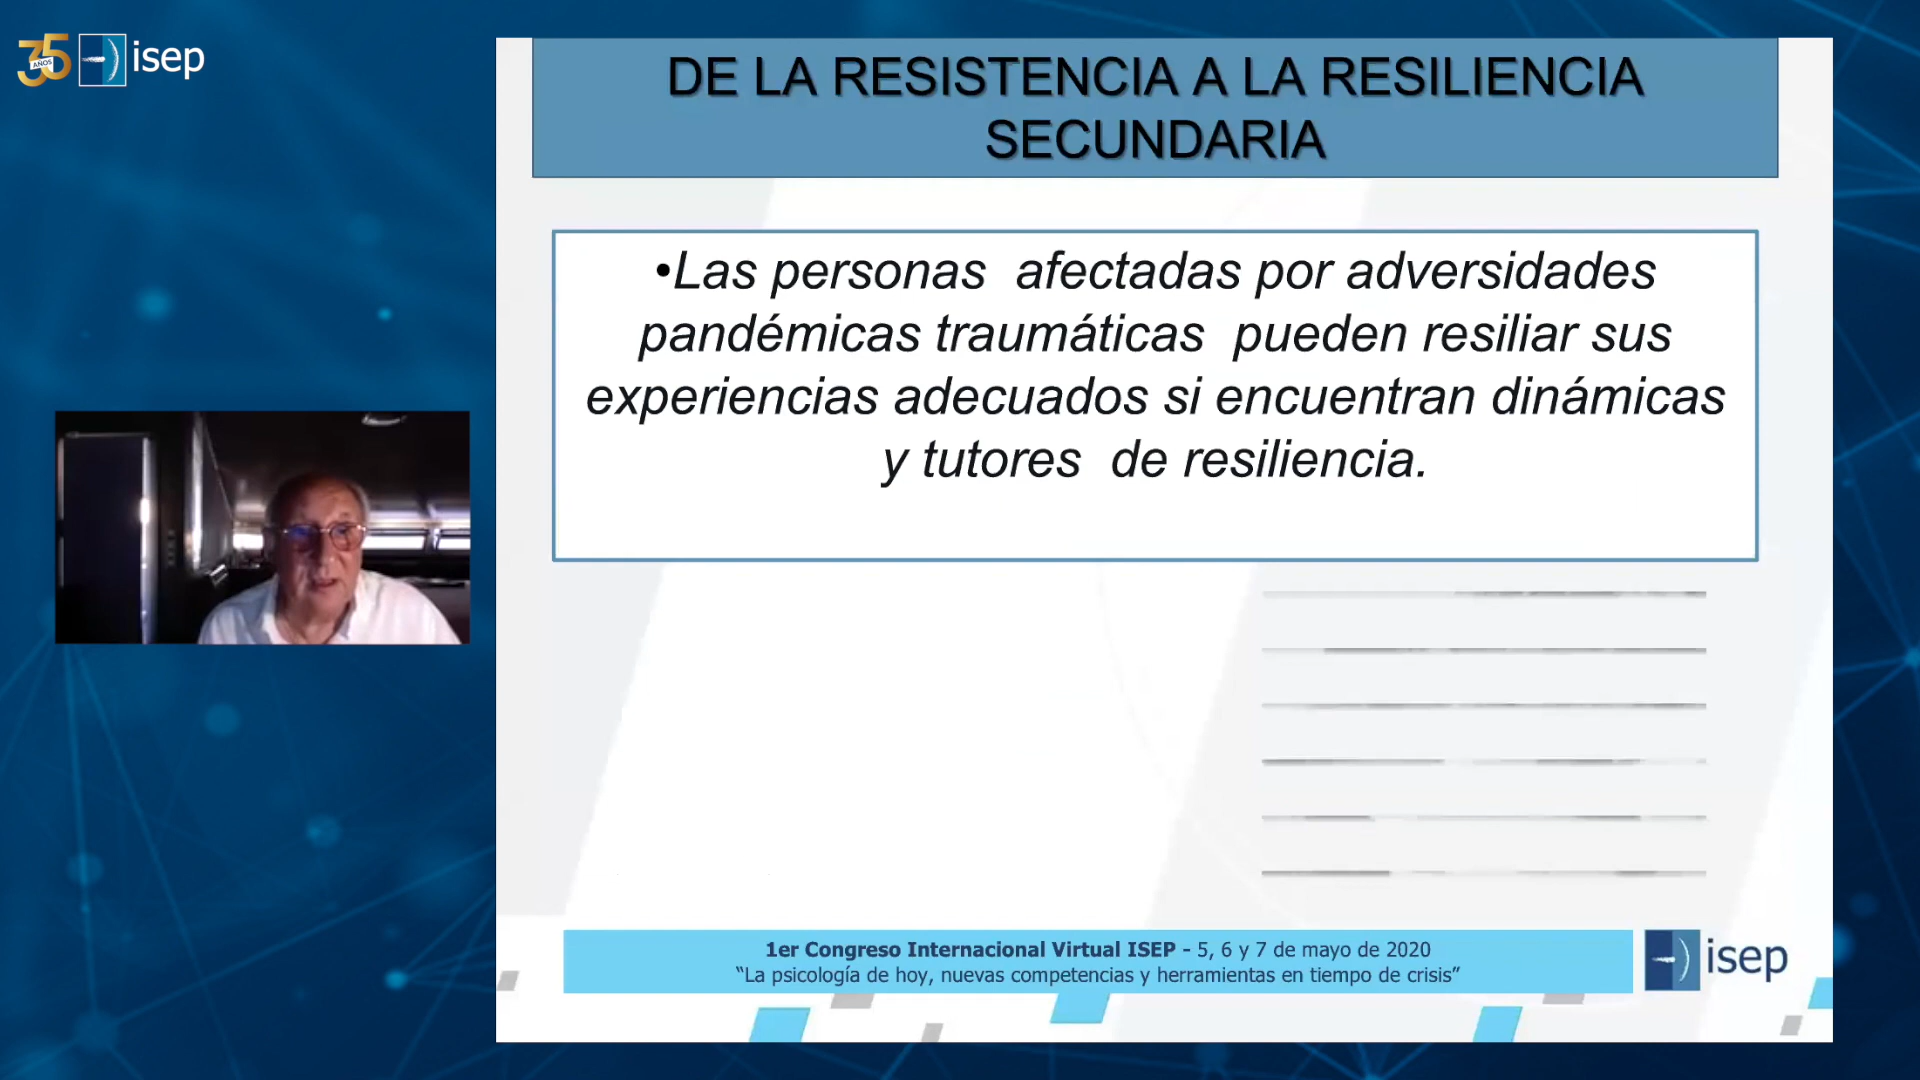 35
AÑOS
isep
DE LA RESISTENCIA A LA RESILIENCIA
SECUNDARIA
•Las personas afectadas por adversidades
pandémicas traumáticas pueden resiliar sus
experiencias adecuados si encuentran dinámicas
y tutores de resiliencia.
1er Congreso Internacional Virtual ISEP - 5, 6 y 7 de mayo de 2020
“La psicología de hoy, nuevas competencias y herramientas en tiempo de crisis”
isep